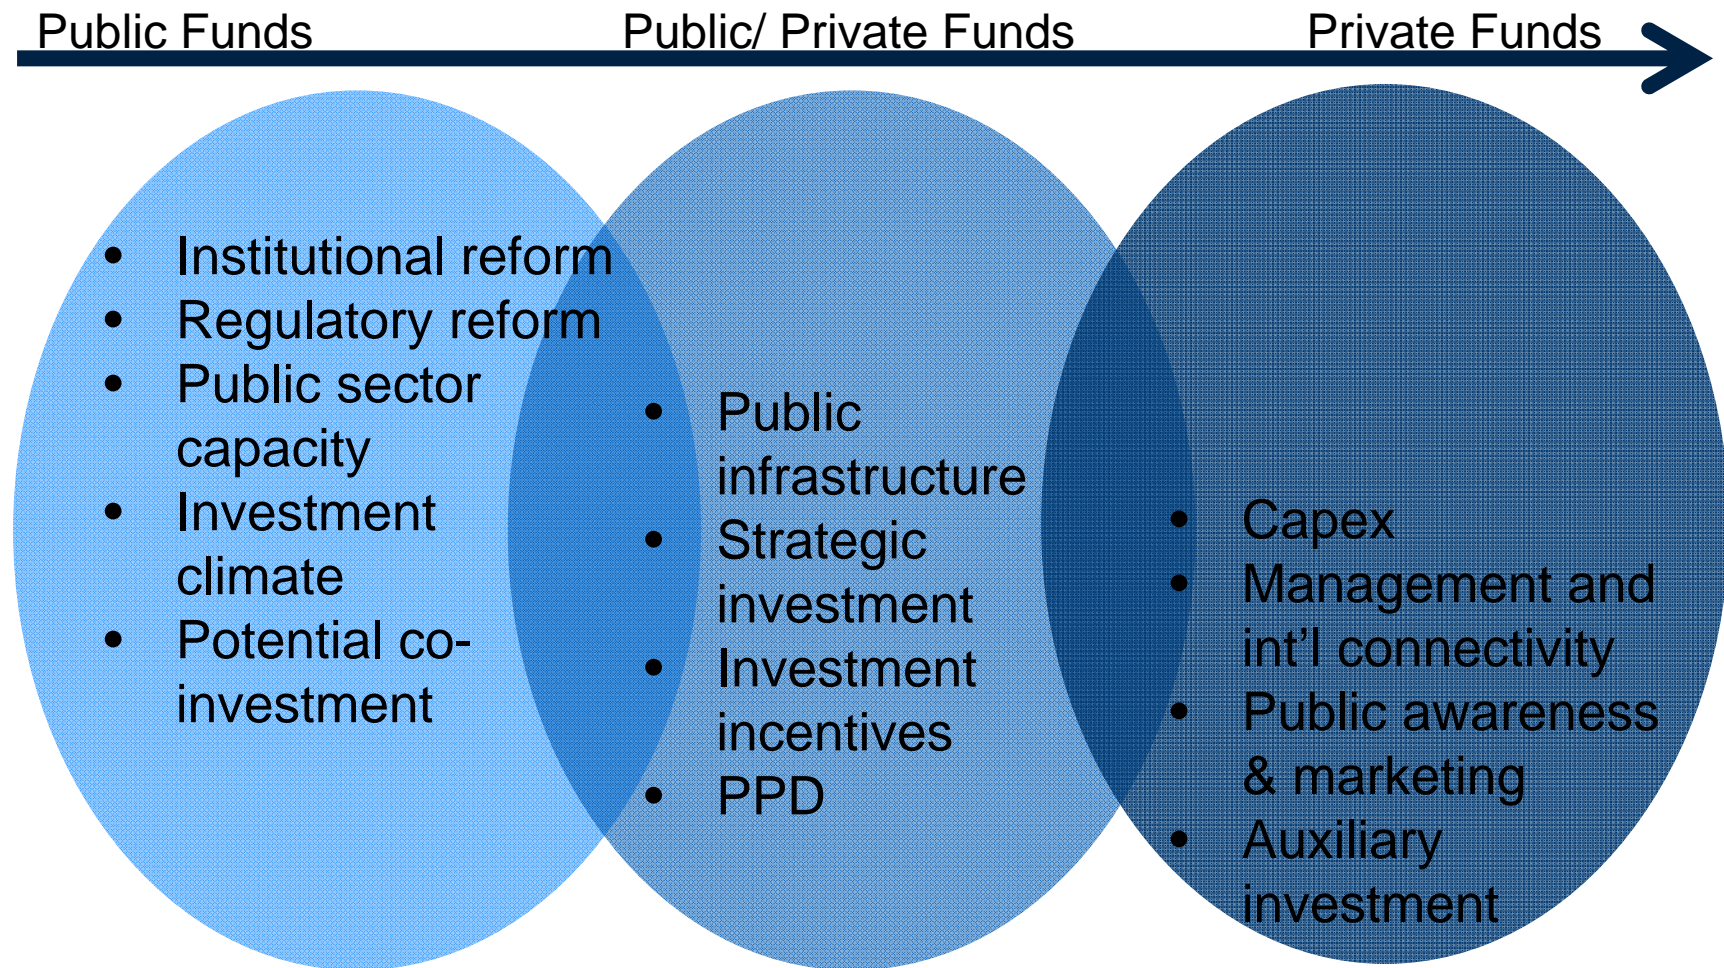 Public Funds
Public/ Private Funds
Private Funds
• Institutional reform
• Regulatory reform
• Public sector
capacity
• Investment
climate
• Potential co-
investment
• Public
infrastructure
• Strategic
investment
• Investment
incentives
• PPD
• Capex
• Management and
int’l connectivity
• Public awareness
& marketing
• Auxiliary
investment